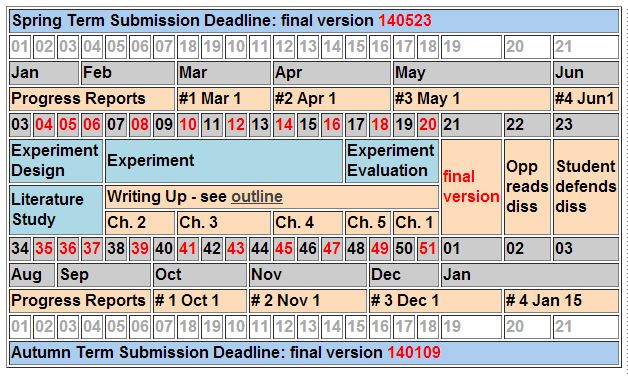 Spring Term Submission Deadline: final version 140523
01 02 03 04 05 06 07 18 19 10 11 12 13 14 15 16 17 18 19 20 21
Jan Feb Mar Apr May Jun
Progress Reports #1 Mar 1 #2 Apr 1 #3 May 1 #4 Jun1
03 04 05 06 07 08 09 10 11 12 13 14 15 16 17 18 19 20 21 22 23
Experiment Design Experiment Experiment Evaluation final version Opp reads diss Student defends diss
Literature Study Writing Up - see outline
Ch. 2 Ch. 3 Ch. 4 Ch. 5 Ch. 1
34 35 36 37 38 39 40 41 42 43 44 45 46 47 48 49 50 51 01 02 03
Aug Sep Oct Nov Dec Jan
Progress Reports # 1 Oct 1 # 2 Nov 1 # 3 Dec 1 # 4 Jan 15
01 02 03 04 05 06 07 18 19 10 11 12 13 14 15 16 17 18 19 20 21
Autumn Term Submission Deadline: final version 140109